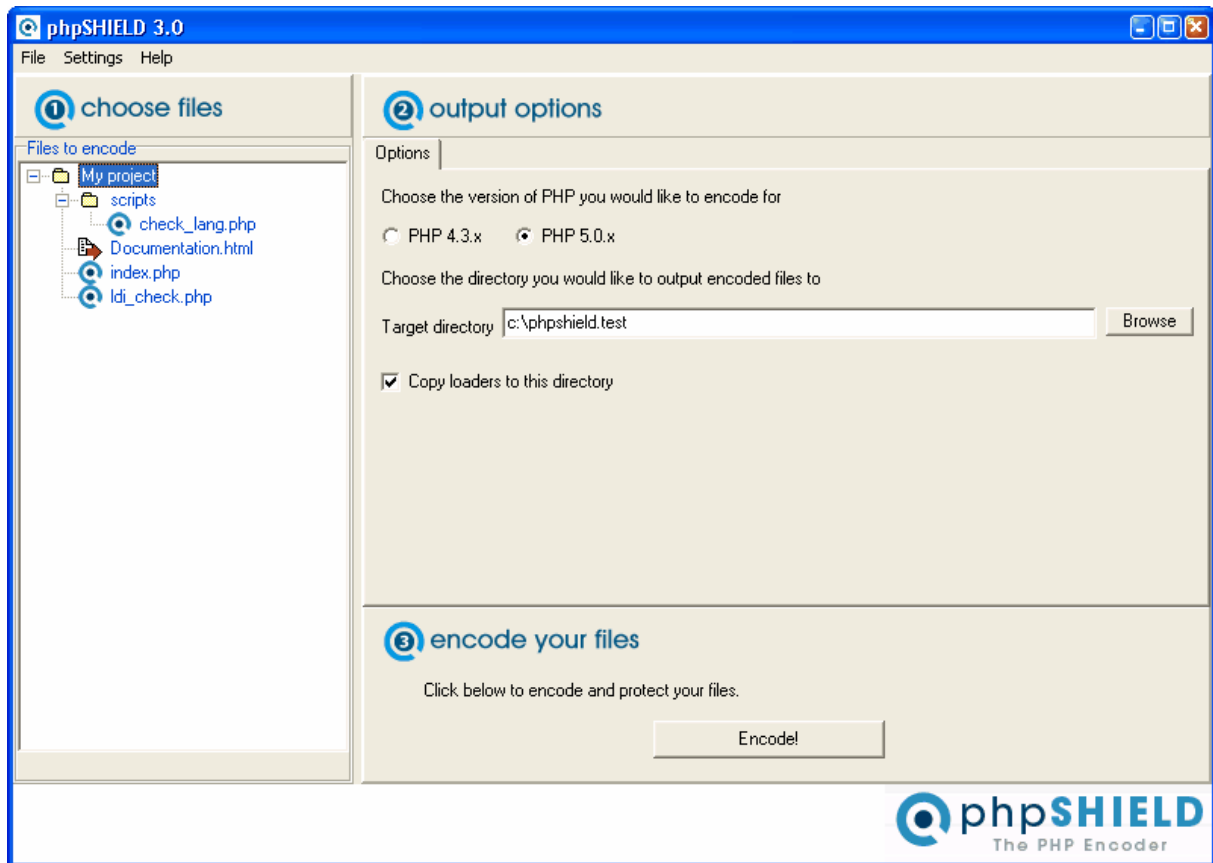 phpSHIELD 3.0
File Settings Help
1 choose files
Files to encode
My project
scripts
check_lang.php
Documentation.html
index.php
ldi_check.php
2 output options
Options
Choose the version of PHP you would like to encode for
PHP 4.3.x PHP 5.0.x
Choose the directory you would like to output encoded files to
Target directory c:\phpshield.test Browse
Copy loaders to this directory
3 encode your files
Click below to encode and protect your files.
Encode!
phpSHIELD
The PHP Encoder